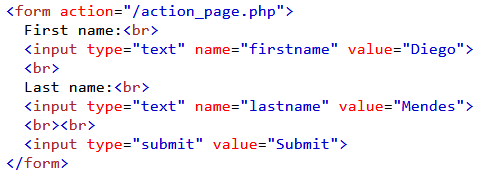 <form action="/action_page.php">
First name:<br>
<input type="text" name="firstname" value="Diego">
<br>
Last name:<br>
<input type="text" name="lastname" value="Mendes">
<br><br>
<input type="submit" value="Submit">
</form>